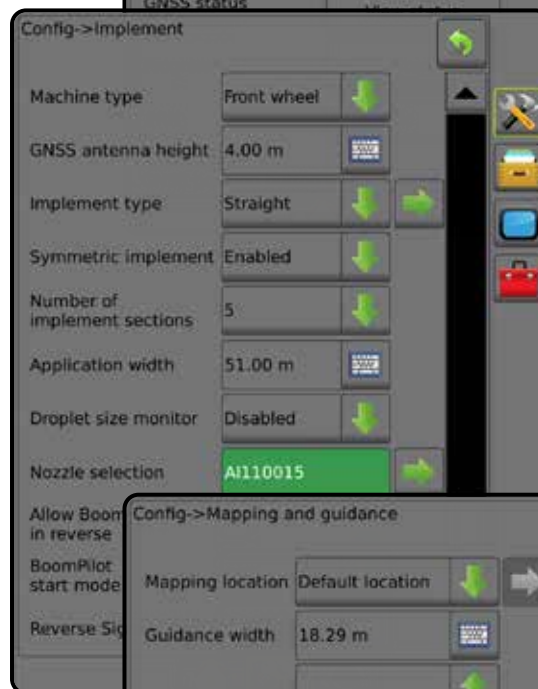 GNSS status
Config->Implement
Machine type Front wheel
GNSS antenna height 4.00 m
Implement type Straight
Symmetric implement Enabled
Number of
implement sections 5
Application width 51.00 m
Droplet size monitor Disabled
Nozzle selection AI110015
Allow Boom
in reverse
BoomPilot
start mode
Reverse Sig
Config->Mapping and guidance
Mapping location Default location
Guidance width 18.29 m